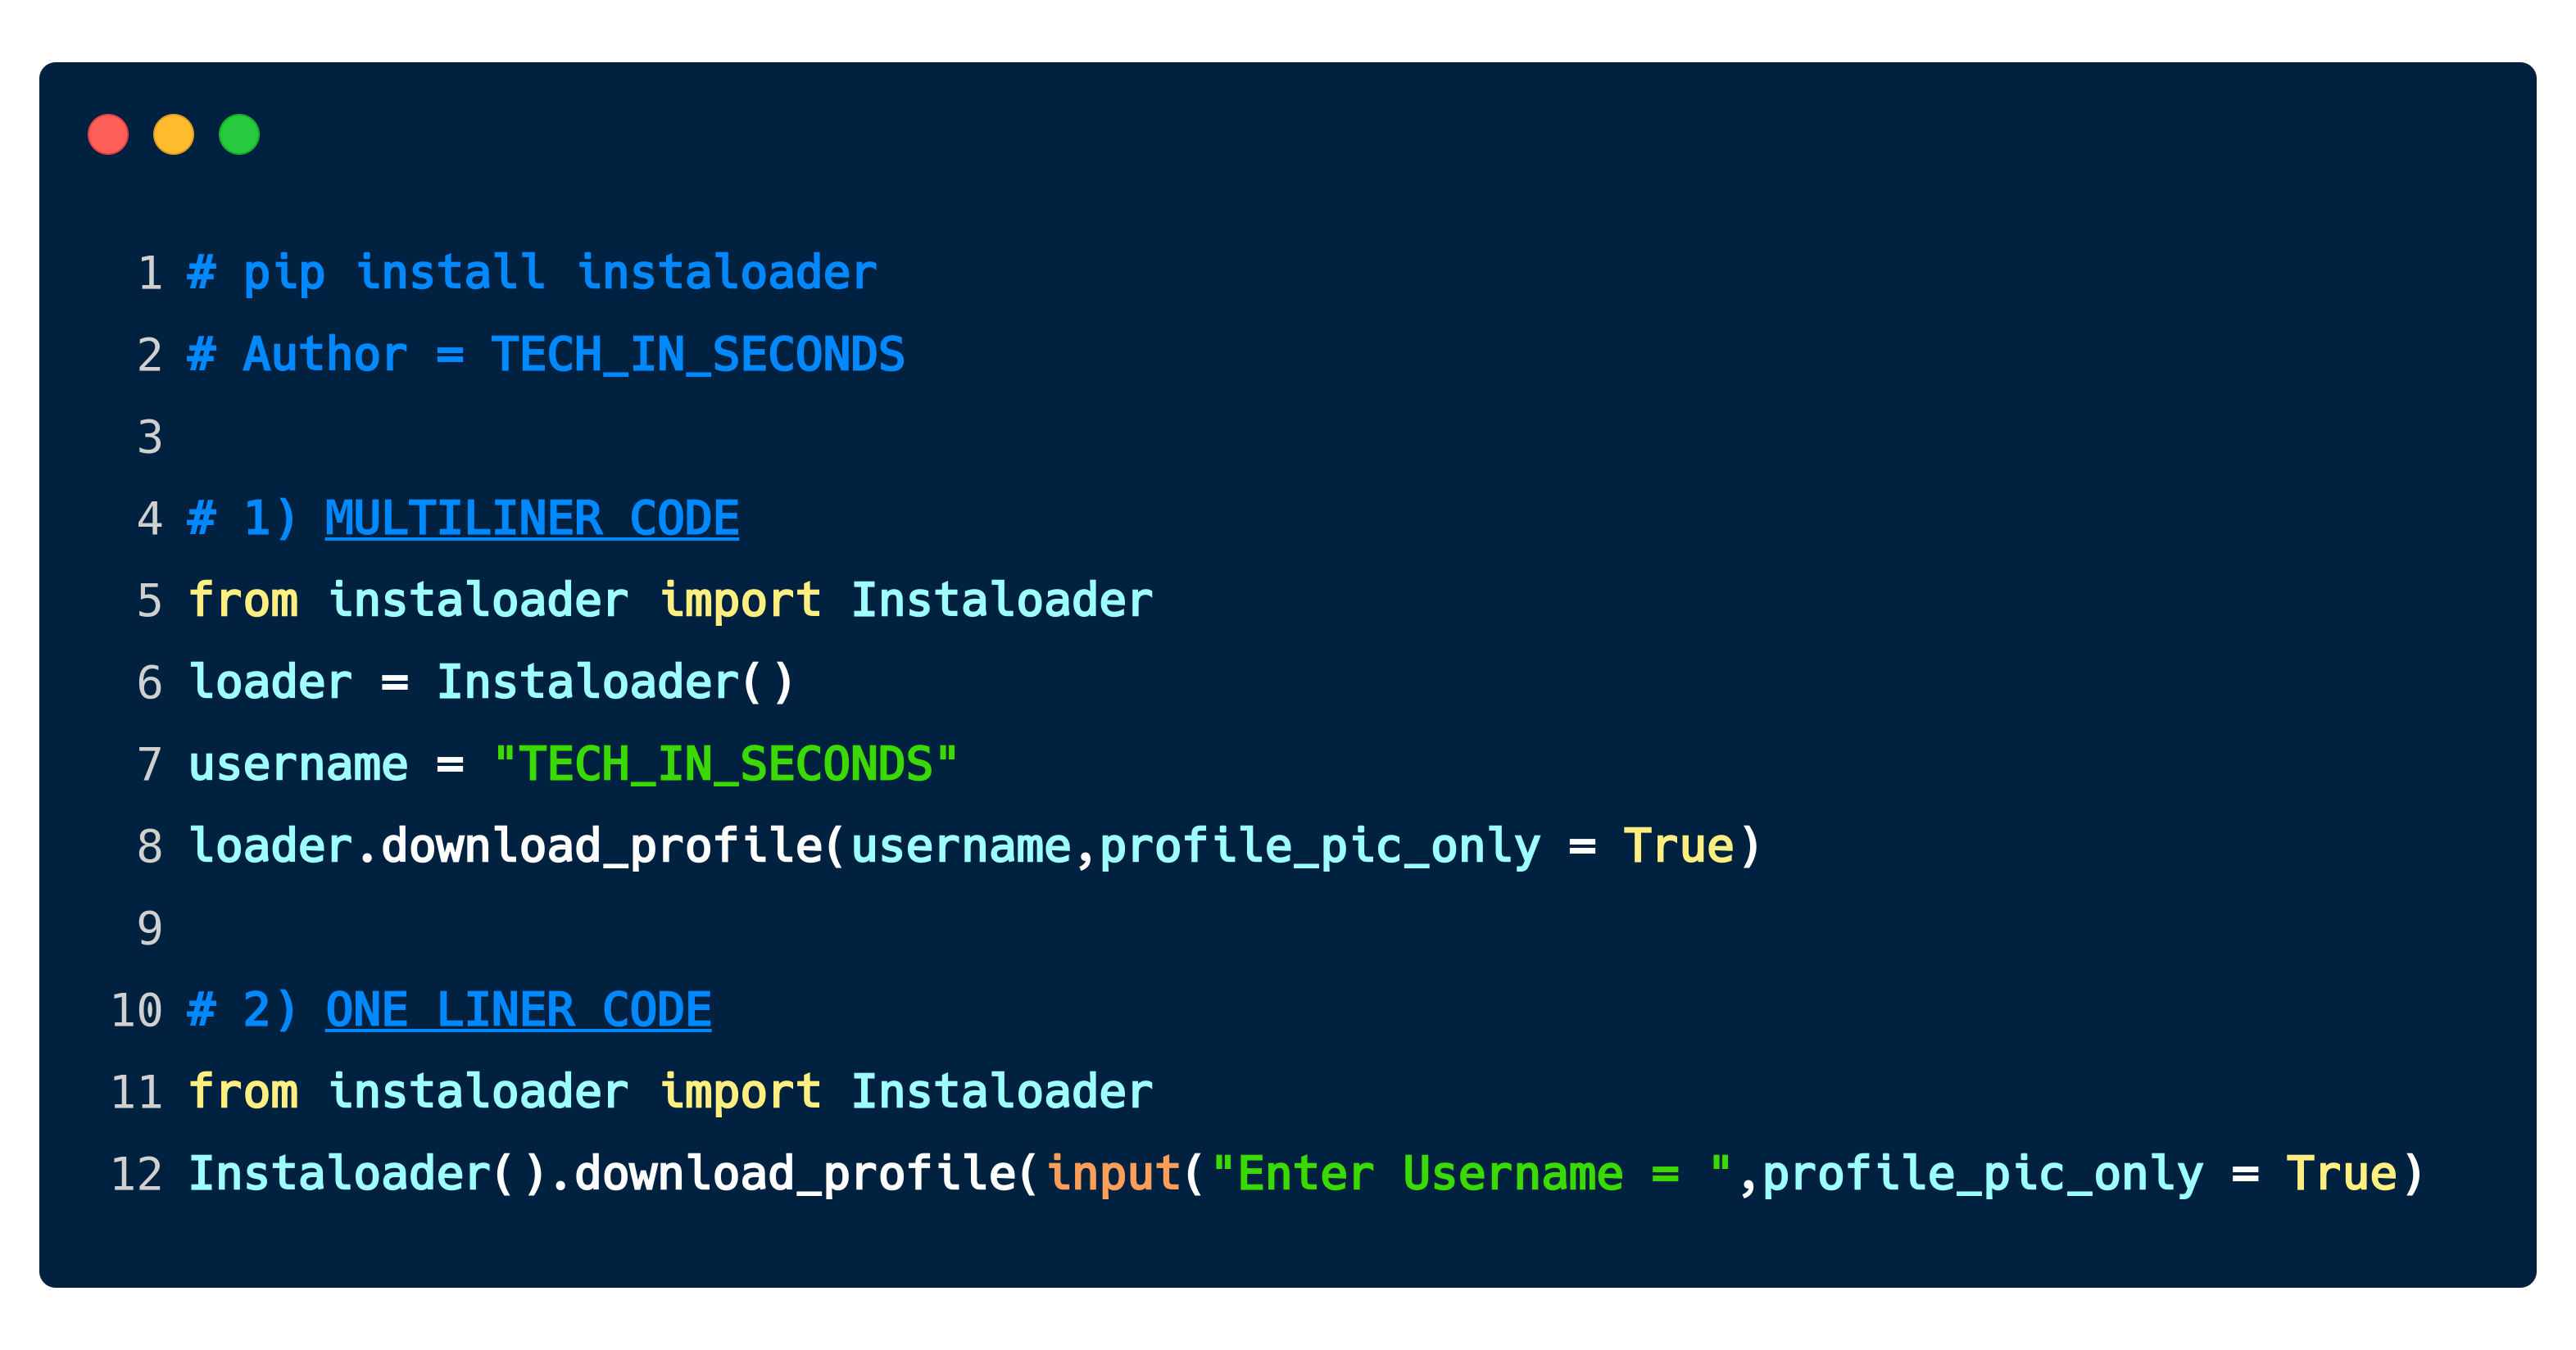 1 # pip install instaloader
2 # Author = TECH_IN_SECONDS
3
4 # 1) MULTILINER CODE
5 from instaloader import Instaloader
6 loader = Instaloader()
7 username = "TECH_IN_SECONDS"
8 loader.download_profile(username,profile_pic_only = True)
9
10 # 2) ONE LINER CODE
11 from instaloader import Instaloader
12 Instaloader().download_profile(input("Enter Username = ",profile_pic_only = True)